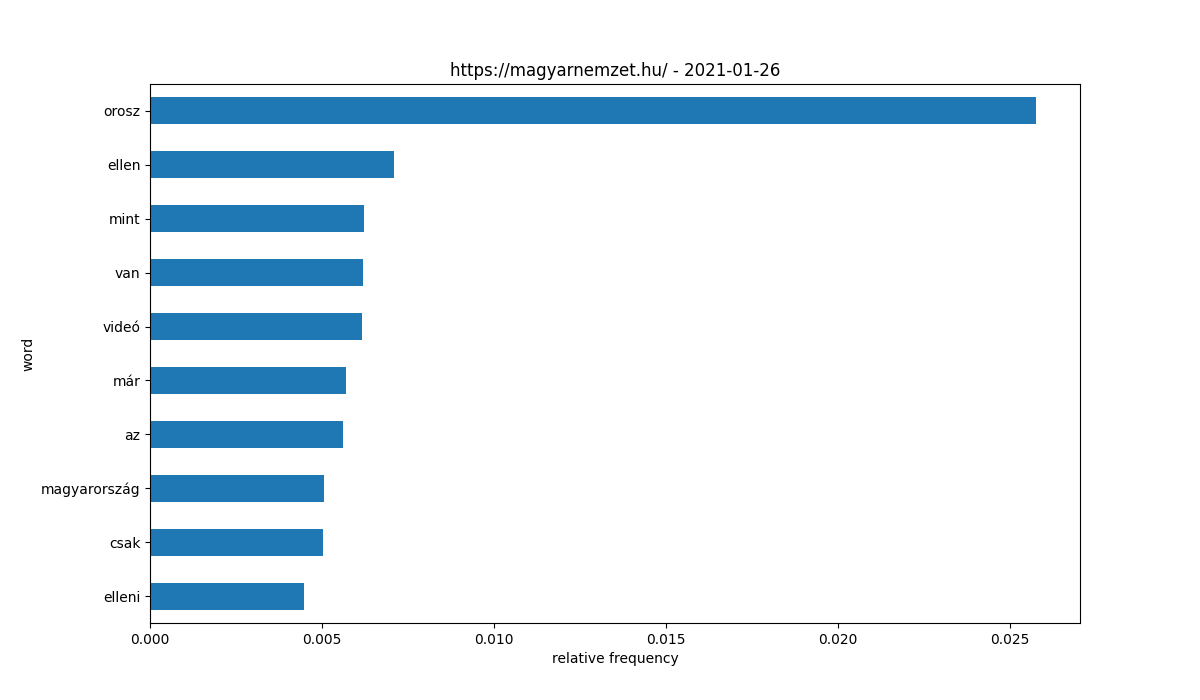 https://magyarnemzet.hu/ - 2021-01-26
orosz
ellen
mint
van
videó
már
az
magyarország
csak
elleni
word
0.000 0.005 0.010 0.015 0.020 0.025
relative frequency